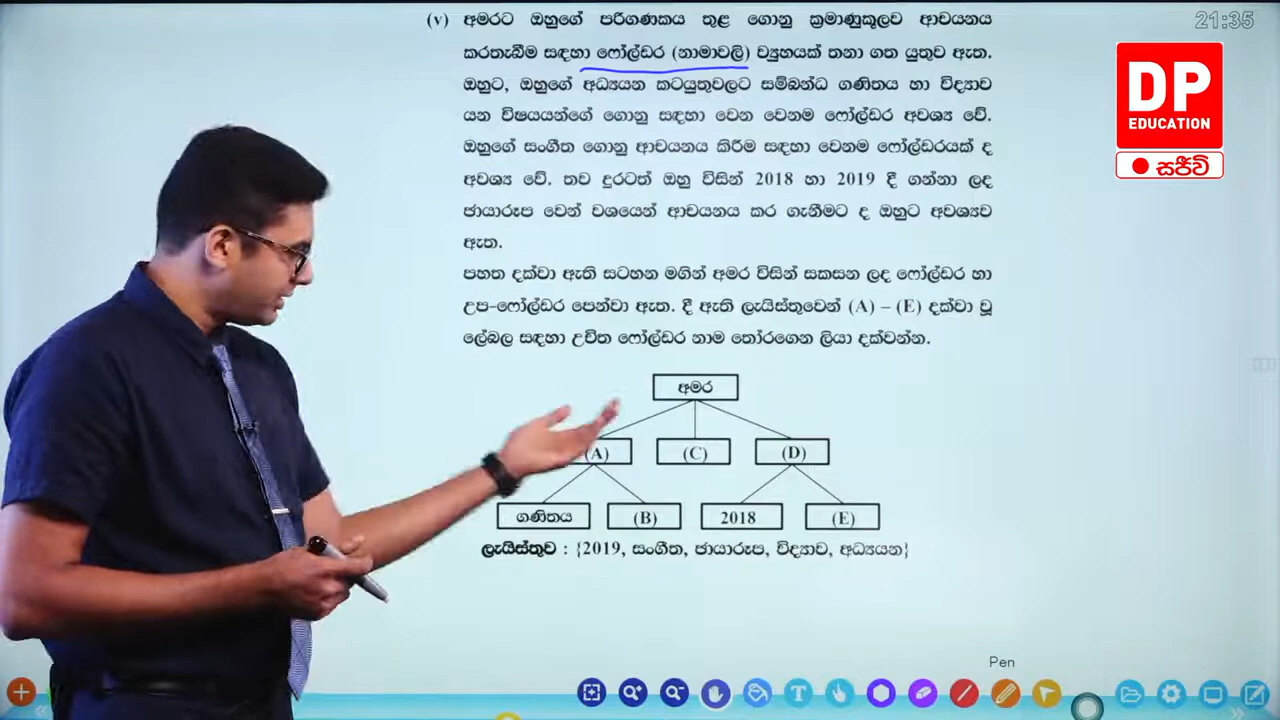 21:35
(v) අමරට ඔහුගේ පරිගණකය තුළ ගොනු ක්‍රමාණුකූලව ආචයනය
කරතැබීම සඳහා ෆෝල්ඩර (නාමාවලි) ව්‍යුහයක් තනා ගත යුතුව ඇත.
ඔහුට, ඔහුගේ අධ්‍යයන කටයුතුවලට සම්බන්ධ ගණිතය හා විද්‍යාව
යන විෂයයන්ගේ ගොනු සඳහා වෙන වෙනම ෆෝල්ඩර අවශ්‍ය වේ.
ඔහුගේ සංගීත ගොනු ආචයනය කිරීම සඳහා වෙනම ෆෝල්ඩරයක් ද
අවශ්‍ය වේ. තව දුරටත් ඔහු විසින් 2018 හා 2019 දී ගන්නා ලද
ඡායාරූප වෙන් වශයෙන් ආචයනය කර ගැනීමට ද ඔහුට අවශ්‍යව
ඇත.
පහත දක්වා ඇති සටහන මගින් අමර විසින් සකසන ලද ෆෝල්ඩර හා
උප-ෆෝල්ඩර පෙන්වා ඇත. දී ඇති ලැයිස්තුවෙන් (A) – (E) දක්වා වූ
ලේබල සඳහා උචිත ෆෝල්ඩර නාම තෝරගෙන ලියා දක්වන්න.
අමර
(A) (C) (D)
ගණිතය (B) 2018 (E)
ලැයිස්තුව : {2019, සංගීත, ඡායාරූප, විද්‍යාව, අධ්‍යයන}
DP
EDUCATION
සජීවී
Pen